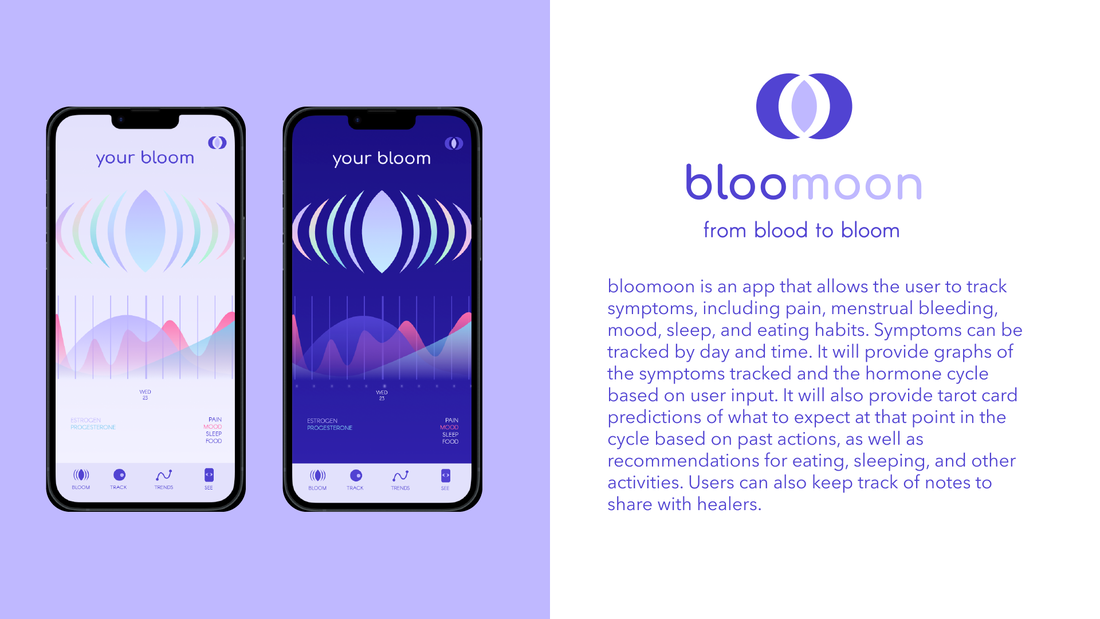 your bloom
WED
23
ESTROGEN
PROGESTERONE
PAIN
MOOD
SLEEP
FOOD
BLOOM
TRACK
TRENDS
SEE
your bloom
WED
23
ESTROGEN
PROGESTERONE
PAIN
MOOD
SLEEP
FOOD
BLOOM
TRACK
TRENDS
SEE
bloomoon
from blood to bloom
bloomoon is an app that allows the user to track
symptoms, including pain, menstrual bleeding,
mood, sleep, and eating habits. Symptoms can be
tracked by day and time. It will provide graphs of
the symptoms tracked and the hormone cycle
based on user input. It will also provide tarot card
predictions of what to expect at that point in the
cycle based on past actions, as well as
recommendations for eating, sleeping, and other
activities. Users can also keep track of notes to
share with healers.